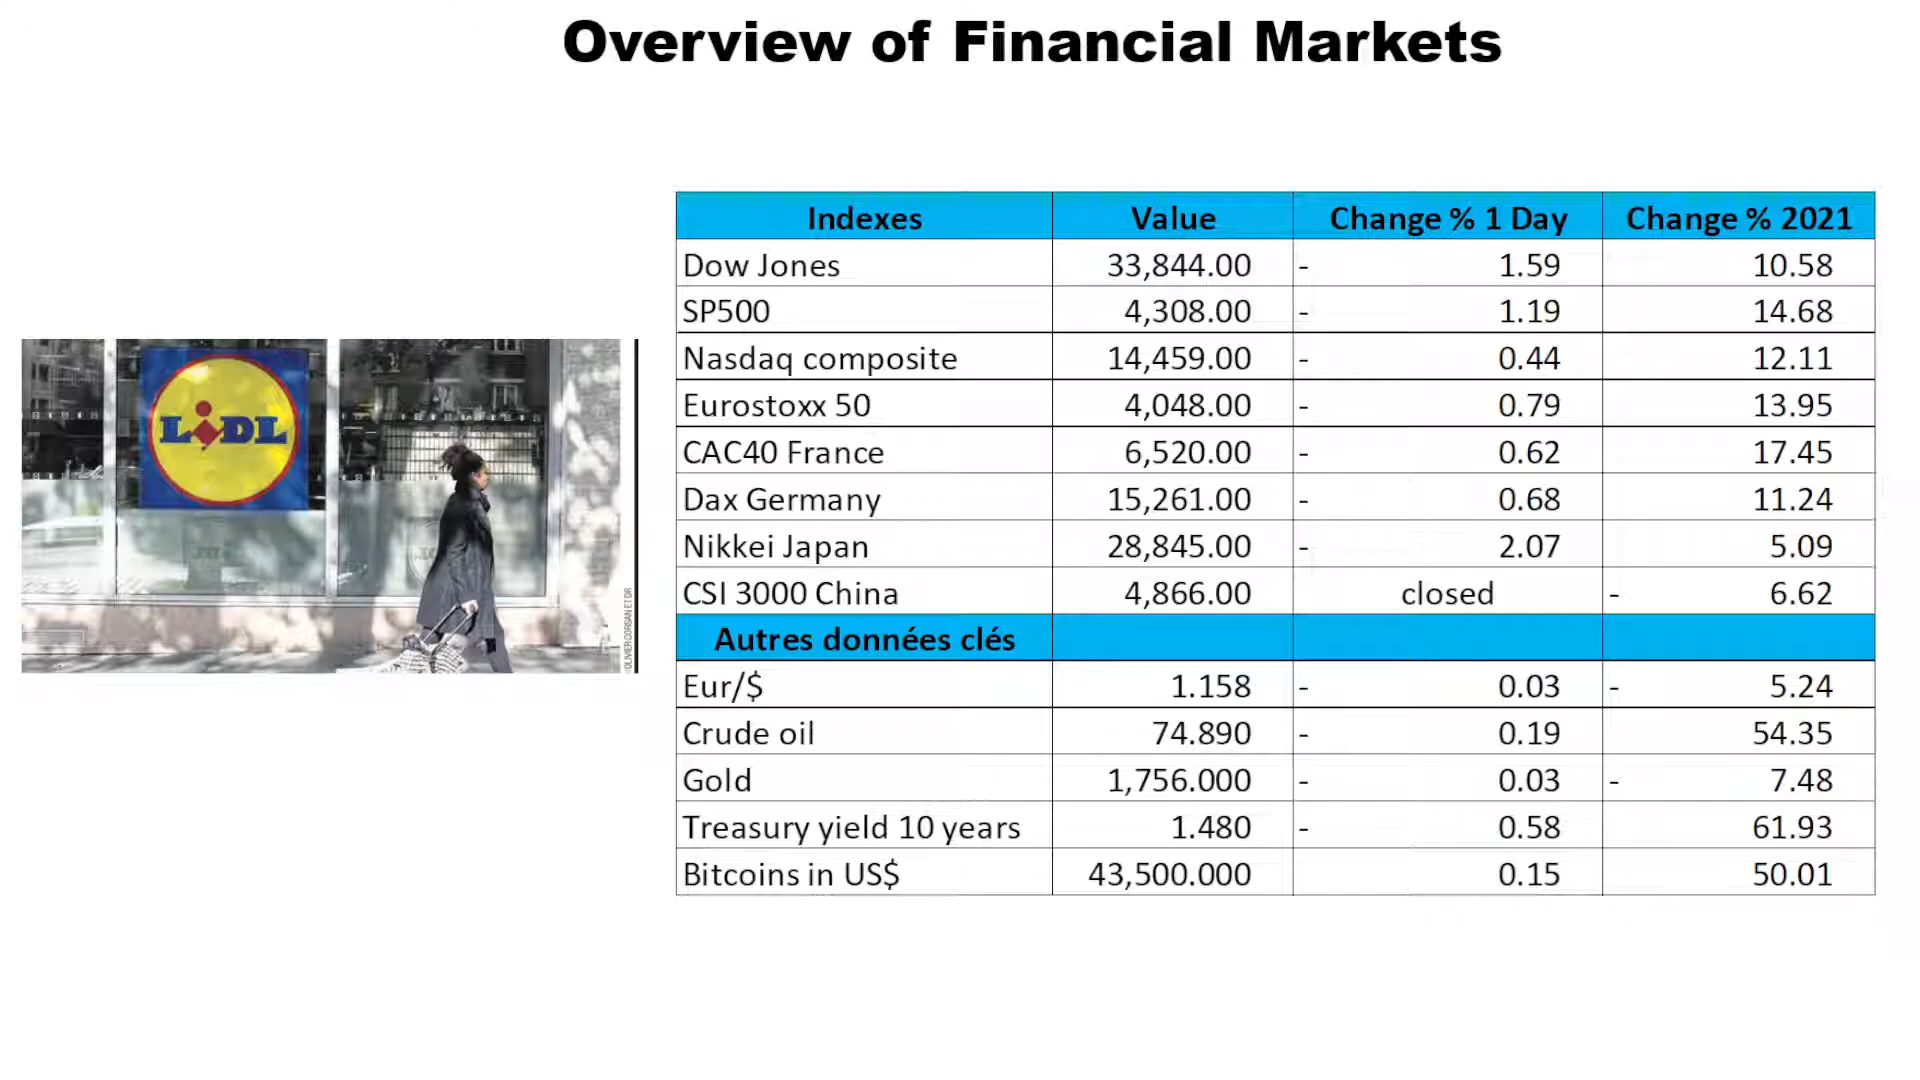 Overview of Financial Markets
LIDL
OLIVIER CORSAN ET DR
Indexes Value Change % 1 Day Change % 2021
Dow Jones 33,844.00 - 1.59 10.58
SP500 4,308.00 - 1.19 14.68
Nasdaq composite 14,459.00 - 0.44 12.11
Eurostoxx 50 4,048.00 - 0.79 13.95
CAC40 France 6,520.00 - 0.62 17.45
Dax Germany 15,261.00 - 0.68 11.24
Nikkei Japan 28,845.00 - 2.07 5.09
CSI 3000 China 4,866.00 closed - 6.62
Autres données clés
Eur/$ 1.158 - 0.03 - 5.24
Crude oil 74.890 - 0.19 54.35
Gold 1,756.000 - 0.03 - 7.48
Treasury yield 10 years 1.480 - 0.58 61.93
Bitcoins in US$ 43,500.000 0.15 50.01